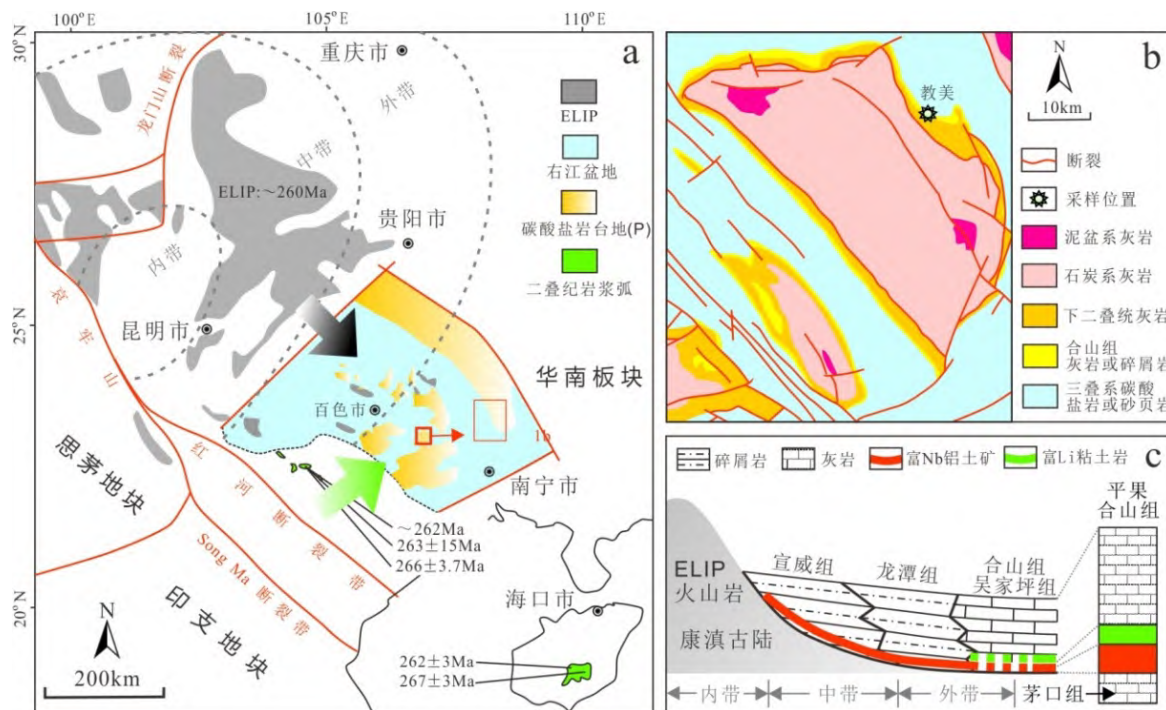 100°E
105°E
110°E
30°N
25°N
20°N
a
重庆市
龙门山断裂
外带
中带
ELIP:～260Ma
内带
贵阳市
昆明市
哀牢山
ELIP
右江盆地
碳酸盐岩台地(P)
二叠纪岩浆弧
华南板块
百色市
1b
南宁市
思茅地块
红河断裂带
Song Ma断裂带
印支地块
～262Ma
263±15Ma
266±3.7Ma
海口市
262±3Ma
267±3Ma
N
200km
b
教美
N
10km
断裂
采样位置
泥盆系灰岩
石炭系灰岩
下二叠统灰岩
合山组
灰岩或碎屑岩
三叠系碳酸
盐岩或砂页岩
c
碎屑岩
灰岩
富Nb铝土矿
富Li粘土岩
平果
合山组
ELIP
火山岩
康滇古陆
宣威组
龙潭组
合山组
吴家坪组
内带
中带
外带
茅口组